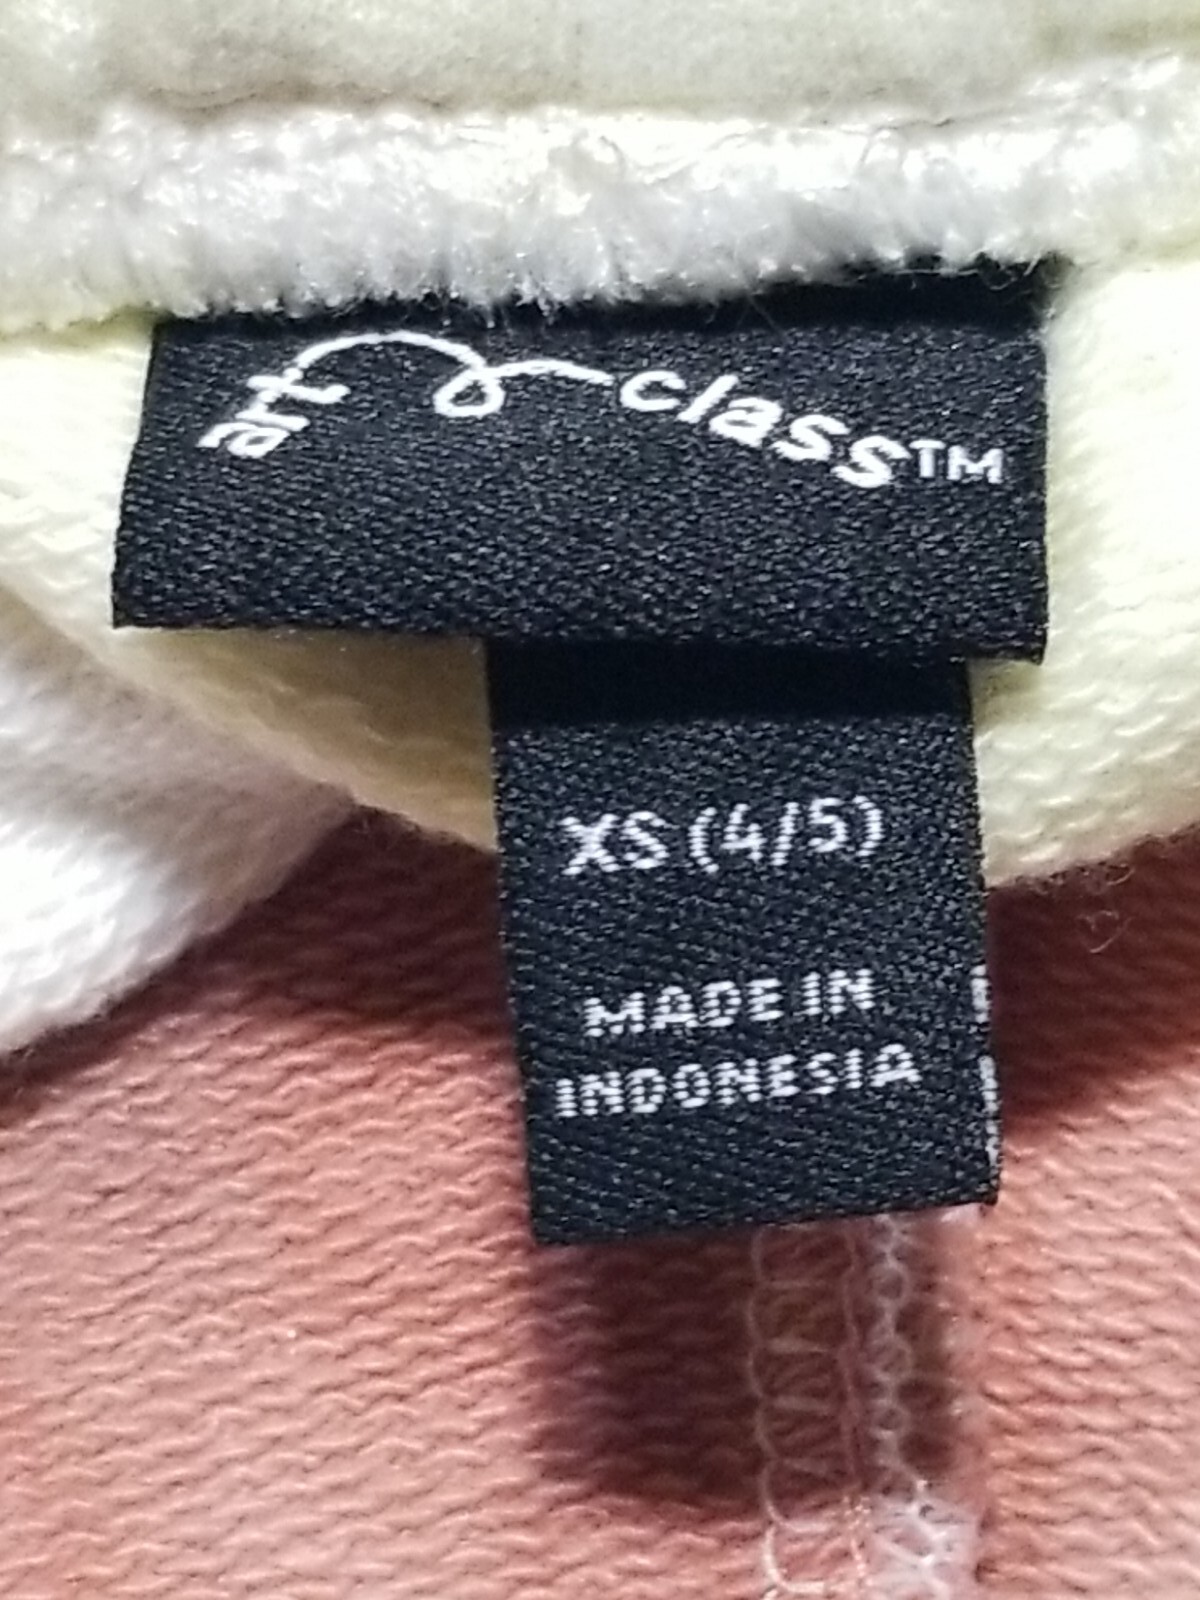 art class™
XS (4/5)
MADE IN
INDONESIA